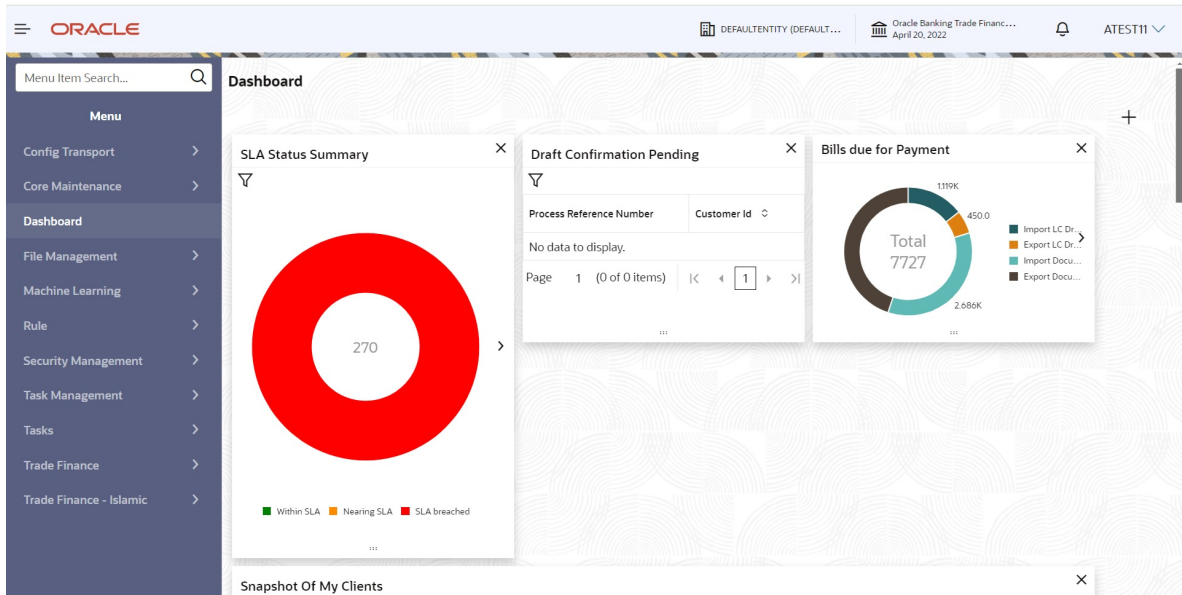 ORACLE
DEFAULTENTITY (DEFAULT...
Oracle Banking Trade Financ...
April 20, 2022
ATEST11
Menu Item Search...
Menu
Config Transport
Core Maintenance
Dashboard
File Management
Machine Learning
Rule
Security Management
Task Management
Tasks
Trade Finance
Trade Finance - Islamic
Dashboard
SLA Status Summary
270
Within SLA Nearing SLA SLA breached
Draft Confirmation Pending
Process Reference Number Customer Id
No data to display.
Page 1 (0 of 0 items) 1
Bills due for Payment
1.119K
450.0
Total
7727
2.686K
Import LC Dr...
Export LC Dr...
Import Docu...
Export Docu...
Snapshot Of My Clients